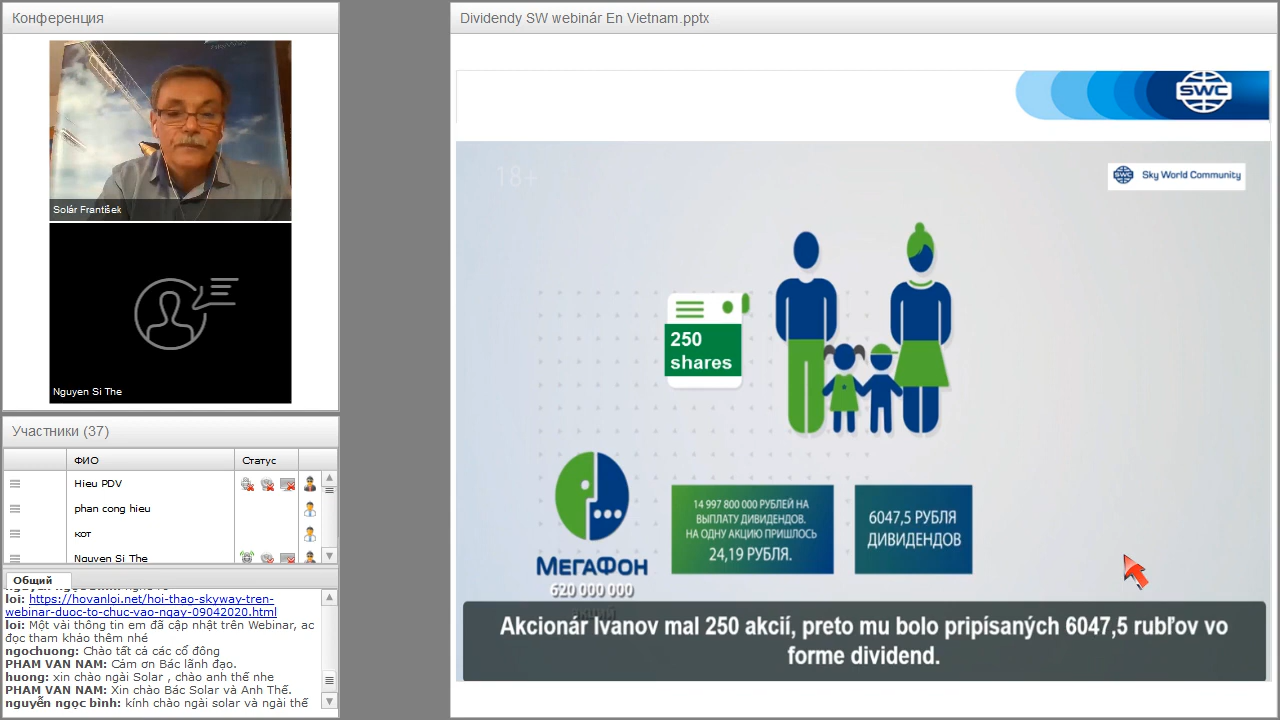 Конференция
Solár František
Nguyen Si The
Участники (37)
ФИО Статус
Hieu PDV
phan cong hieu
кот
Nguyen Si The
Общий
loi: https://hovanloi.net/hoi-thao-skyway-tren-
webinar-duoc-to-chuc-vao-ngay-09042020.html
loi: Một vài thông tin em đã cập nhật trên Webinar, ac
đọc tham khảo thêm nhé
ngochuong: Chào tất cả các cổ đông
PHAM VAN NAM: Cảm ơn Bác lãnh đạo.
huong: xin chào ngài Solar , chào anh thế nhe
PHAM VAN NAM: Xin chào Bác Solar và Anh Thế.
nguyễn ngọc bình: kính chào ngài solar và ngài thế
Dividendy SW webinár En Vietnam.pptx
SWC
18+
SWC Sky World Community
250
shares
МЕГАФОН
620 000 000
14 997 800 000 РУБЛЕЙ НА
ВЫПЛАТУ ДИВИДЕНДОВ.
НА ОДНУ АКЦИЮ ПРИШЛОСЬ
24,19 РУБЛЯ.
6047,5 РУБЛЯ
ДИВИДЕНДОВ
Akcionár Ivanov mal 250 akcií, preto mu bolo pripísaných 6047,5 rubľov vo
forme dividend.